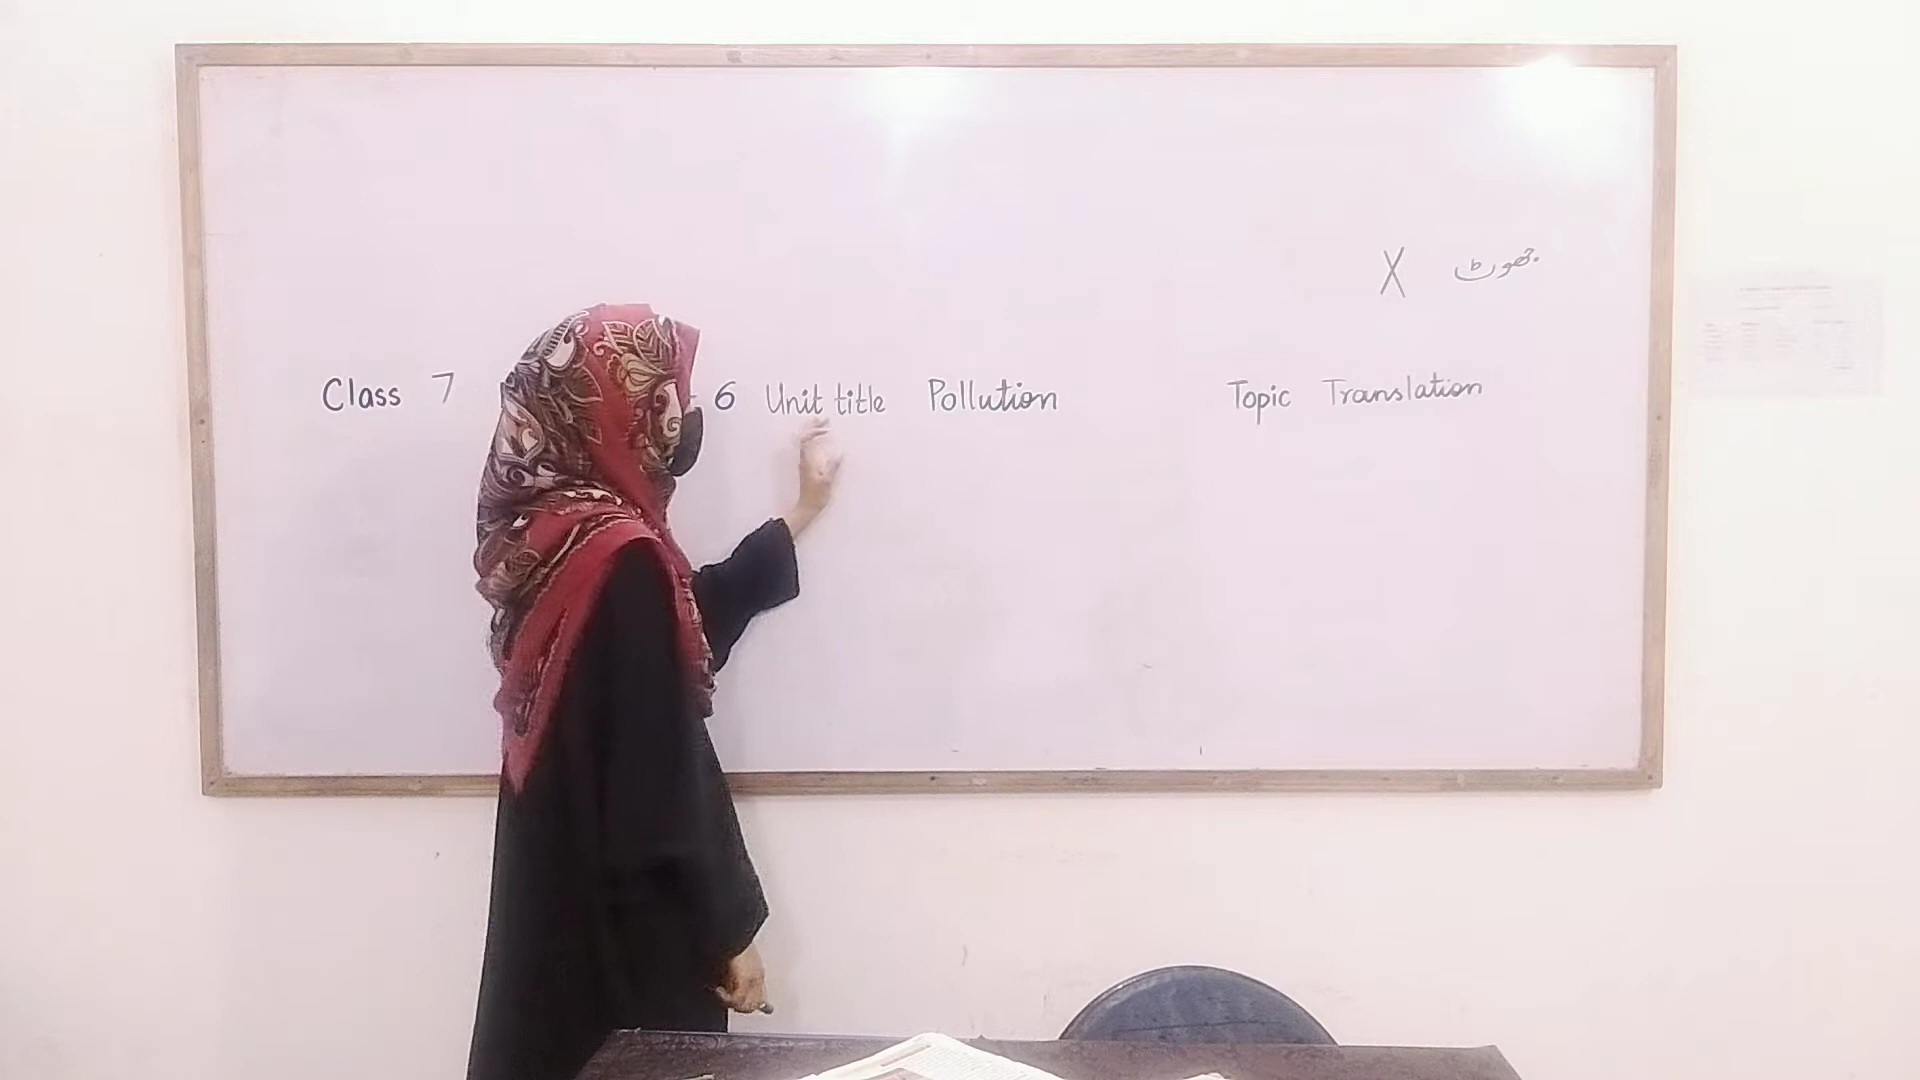 X جھوٹ
Class 7 - 6 Unit title Pollution Topic Translation